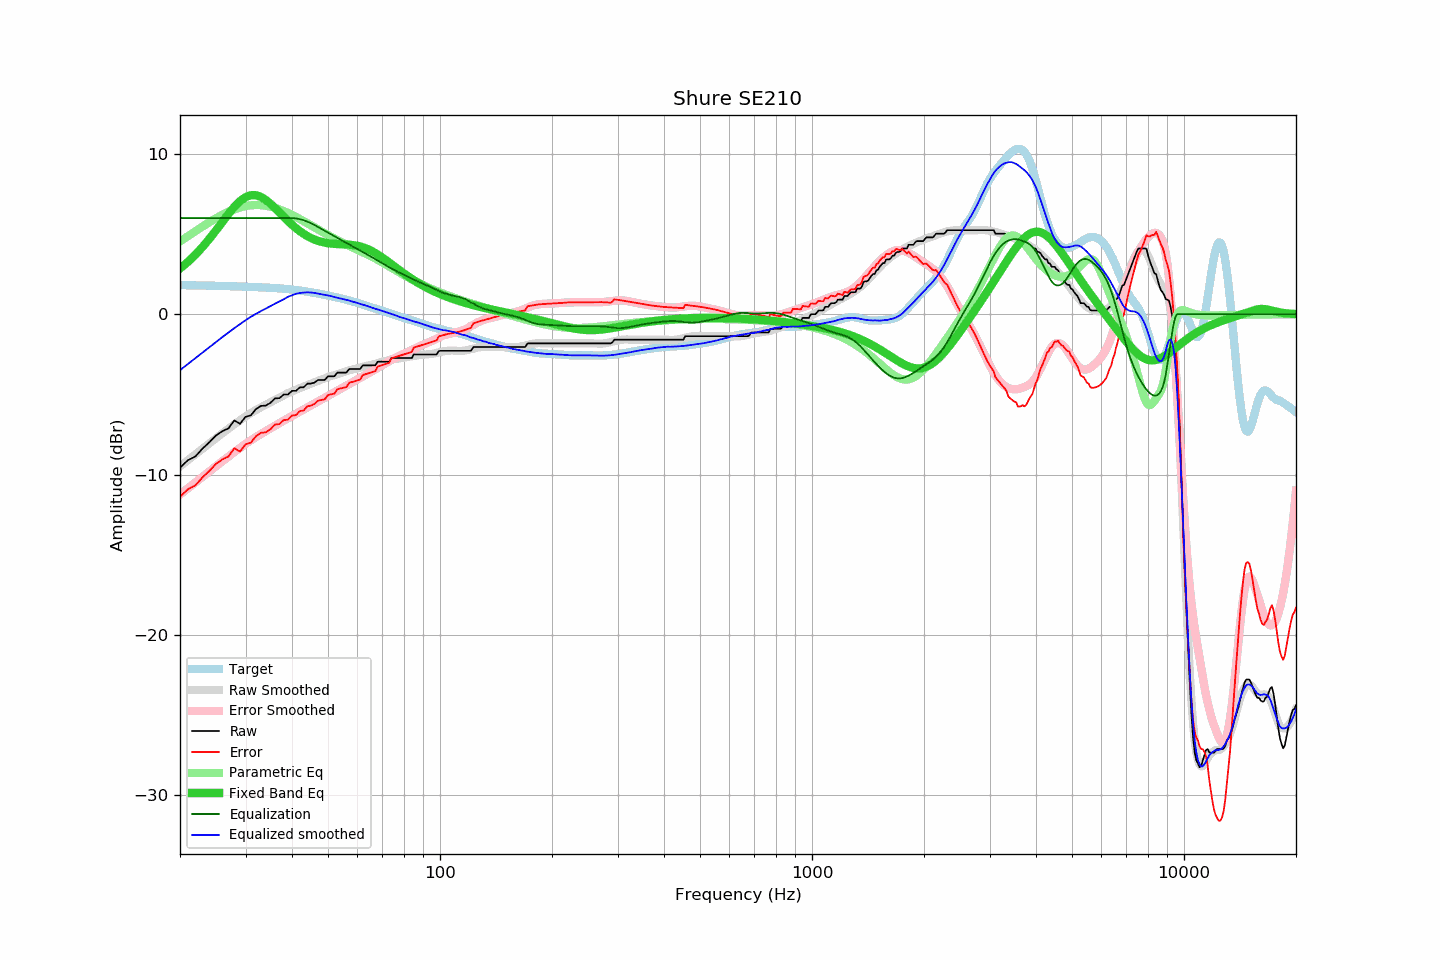 Shure SE210
Amplitude (dBr)
10
0
−10
−20
−30
Target
Raw Smoothed
Error Smoothed
Raw
Error
Parametric Eq
Fixed Band Eq
Equalization
Equalized smoothed
100
1000
10000
Frequency (Hz)